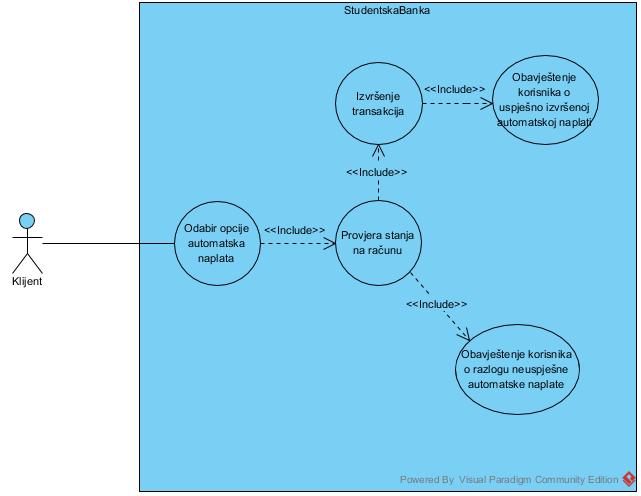 StudentskaBanka
Izvršenje
transakcija
<<Include>>
Obavještenje
korisnika o
uspješno izvršenoj
automatskoj naplati
<<Include>>
Odabir opcije
automatska
naplata
<<Include>>
Provjera stanja
na računu
Klijent
<<Include>>
Obavještenje korisnika
o razlogu neuspješne
automatske naplate
Powered By Visual Paradigm Community Edition